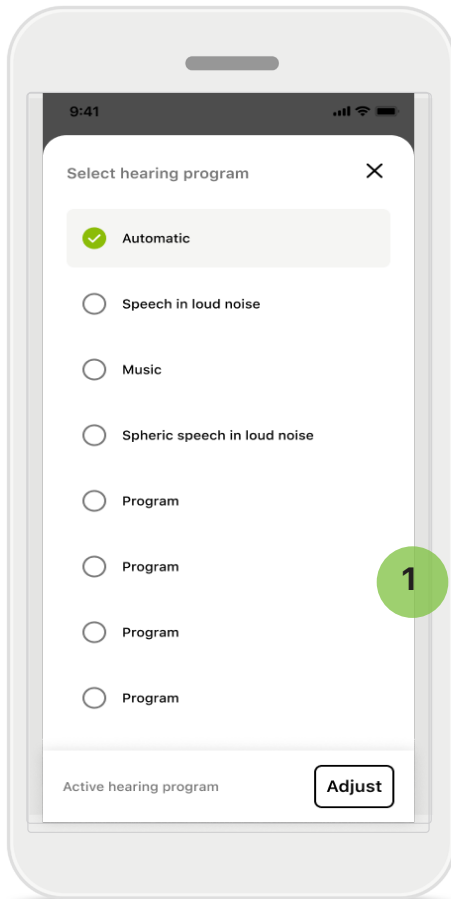 9:41
Select hearing program
Automatic
Speech in loud noise
Music
Spheric speech in loud noise
Program
Program
1
Program
Program
Active hearing program
Adjust